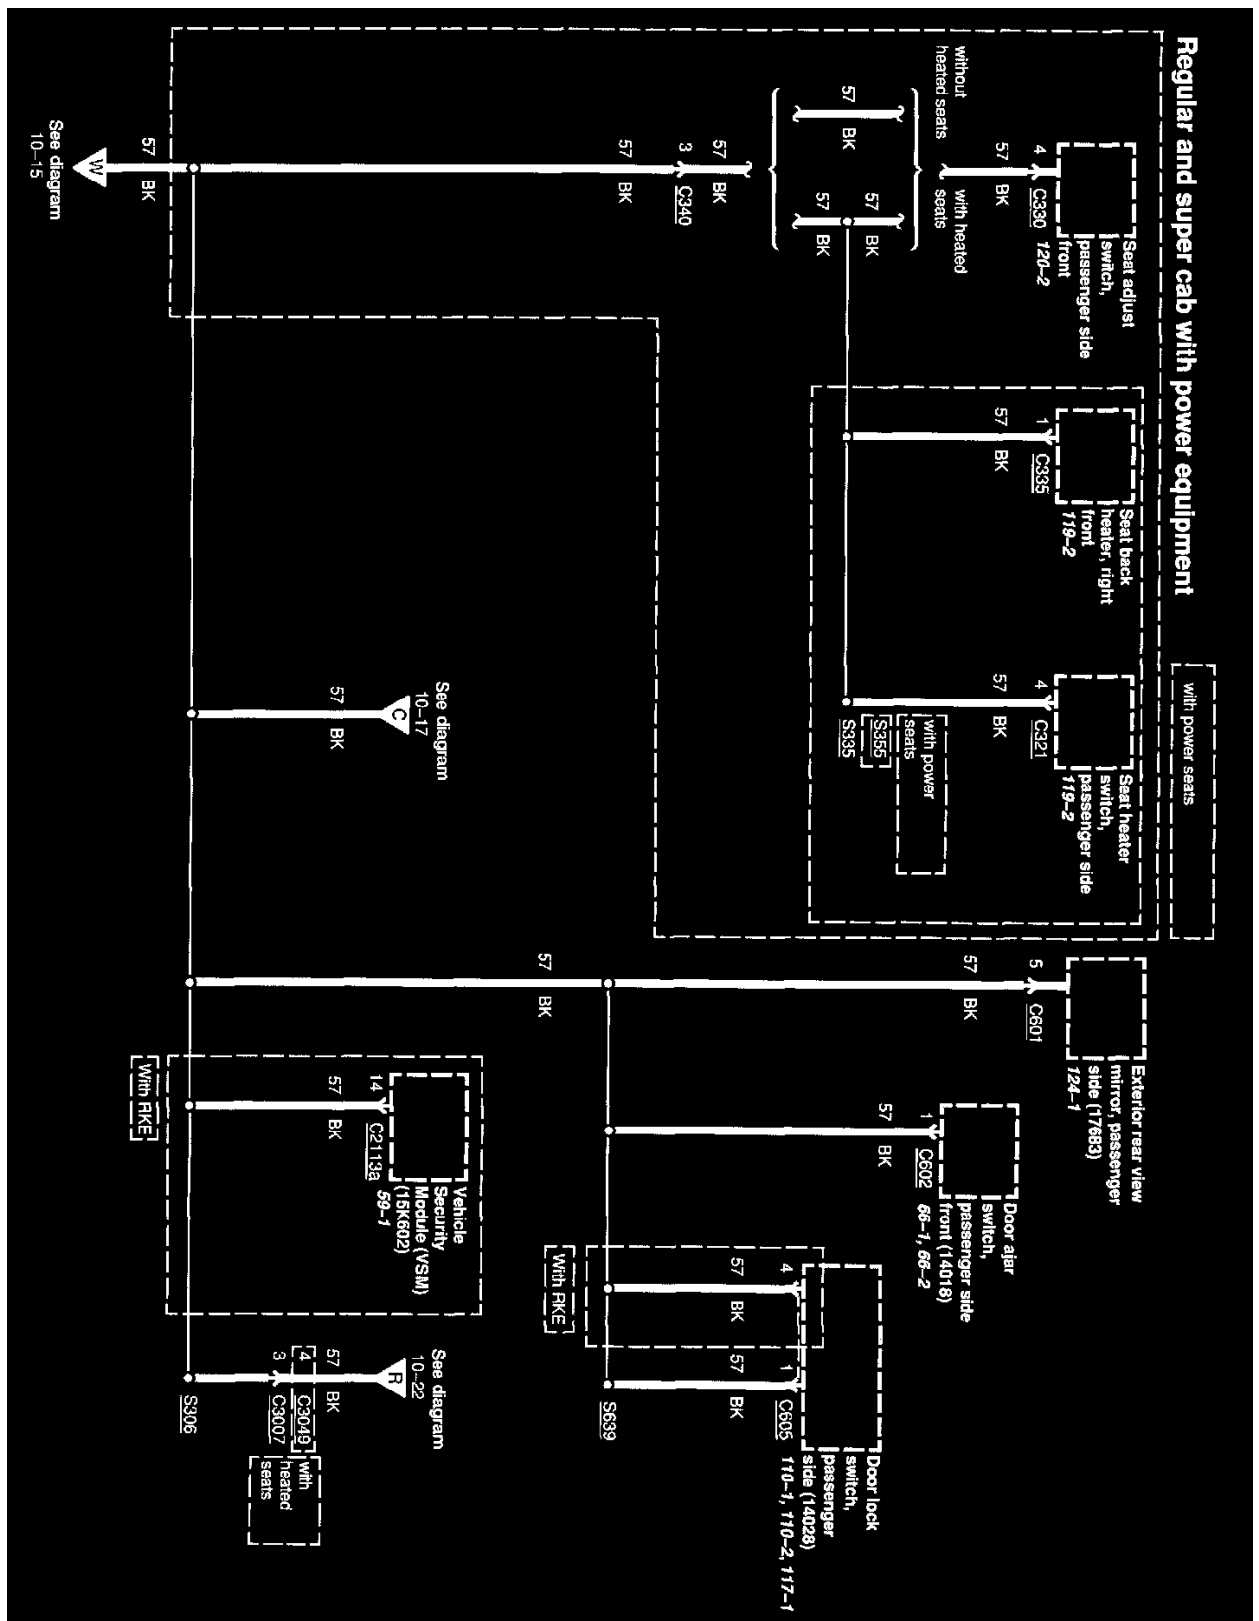 Regular and super cab with power equipment
with power seats
Seat adjust
switch,
passenger side
front
120–2
4
C330
57
BK
without
heated seats
with heated
seats
57
BK
57
BK
57
BK
57
BK
3
C340
57
BK
57
BK
W
See diagram
10–15
Seat back
heater, right
front
119–2
1
C335
57
BK
Seat heater
switch,
passenger side
119–2
4
C321
57
BK
with power
seats
S355
S335
See diagram
10–17
C
57
BK
Exterior rear view
mirror, passenger
side (17683)
124–1
5
C601
57
BK
57
BK
Door ajar
switch,
passenger side
front (14018)
66–1, 66–2
1
C602
57
BK
Door lock
switch,
passenger
side (14028)
110–1, 110–2, 117–1
4
57
BK
1
C605
57
BK
With RKE
S639
Vehicle
Security
Module (VSM)
(15K602)
59–1
14
C2113a
57
BK
With RKE
See diagram
10–22
R
57
BK
4
C3049
3
C3007
with
heated
seats
S306